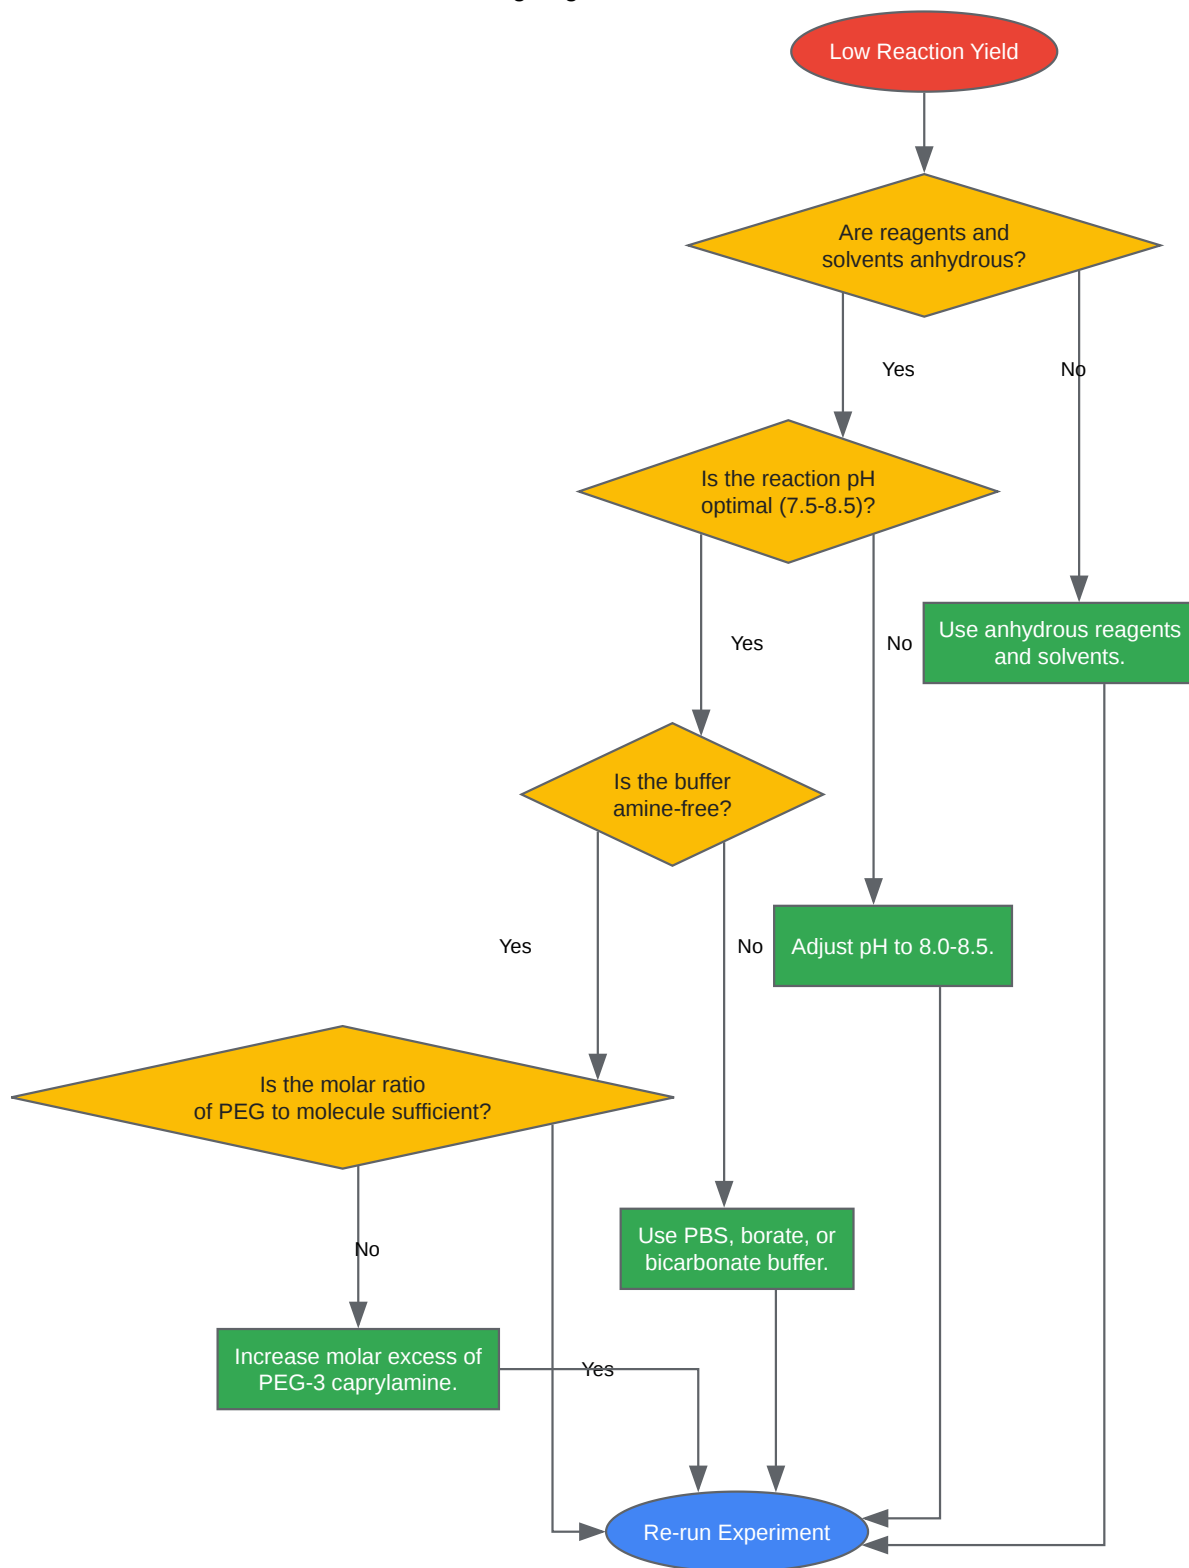 Low Reaction Yield
Are reagents and
solvents anhydrous?
Yes
No
Is the reaction pH
optimal (7.5-8.5)?
Yes
No
Use anhydrous reagents
and solvents.
Is the buffer
amine-free?
Yes
No
Adjust pH to 8.0-8.5.
Is the molar ratio
of PEG to molecule sufficient?
No
Use PBS, borate, or
bicarbonate buffer.
Increase molar excess of
PEG-3 caprylamine.
Yes
Re-run Experiment